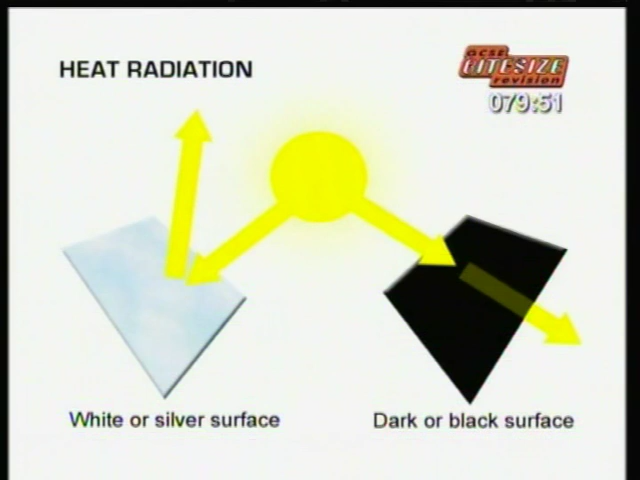 HEAT RADIATION
GCSE
BITESIZE
revision
079:51
White or silver surface
Dark or black surface